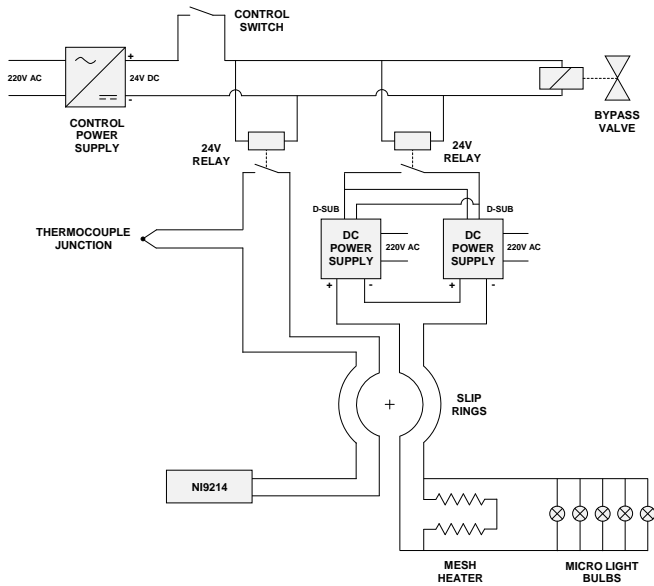 CONTROL
SWITCH
+
220V AC
24V DC
-
CONTROL
POWER
SUPPLY
BYPASS
VALVE
24V
RELAY
24V
RELAY
D-SUB
D-SUB
THERMOCOUPLE
JUNCTION
DC
POWER
SUPPLY
220V AC
DC
POWER
SUPPLY
220V AC
+
-
+
-
SLIP
RINGS
NI9214
MESH
HEATER
MICRO LIGHT
BULBS